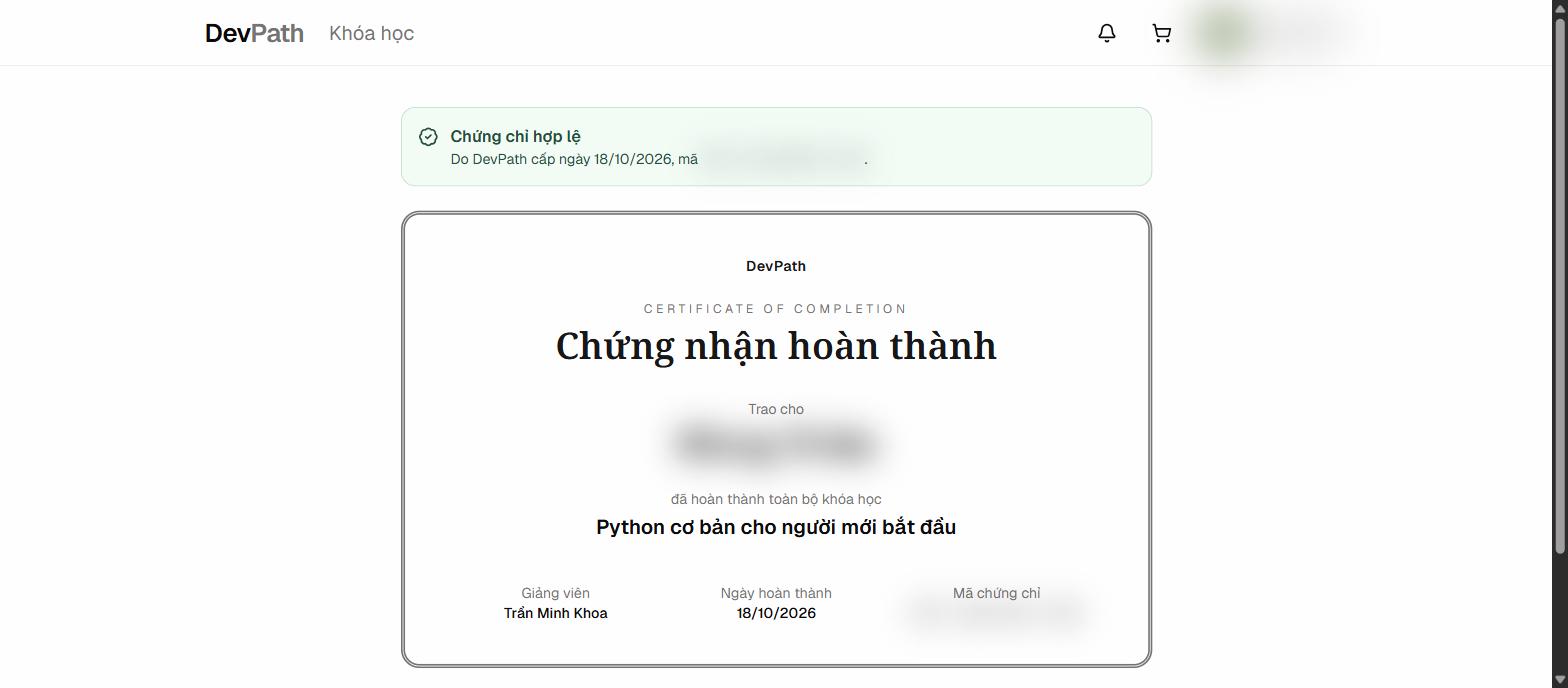 DevPath Khóa học
Chứng chỉ hợp lệ
Do DevPath cấp ngày 18/10/2026, mã .
DevPath
CERTIFICATE OF COMPLETION
Chứng nhận hoàn thành
Trao cho
đã hoàn thành toàn bộ khóa học
Python cơ bản cho người mới bắt đầu
Giảng viên Ngày hoàn thành Mã chứng chỉ
Trần Minh Khoa 18/10/2026